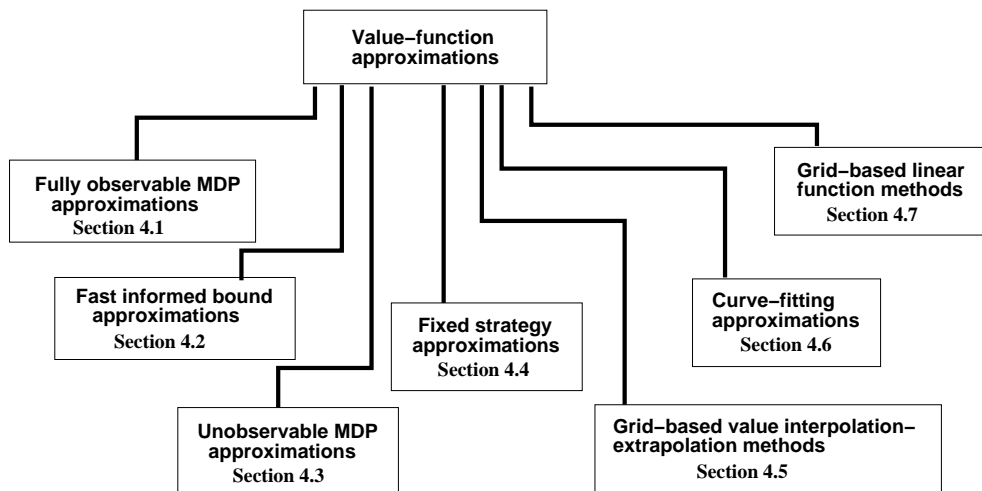 Value–function
approximations
Fully observable MDP
approximations
Section 4.1
Fast informed bound
approximations
Section 4.2
Unobservable MDP
approximations
Section 4.3
Fixed strategy
approximations
Section 4.4
Grid–based value interpolation–
extrapolation methods
Section 4.5
Curve–fitting
approximations
Section 4.6
Grid–based linear
function methods
Section 4.7